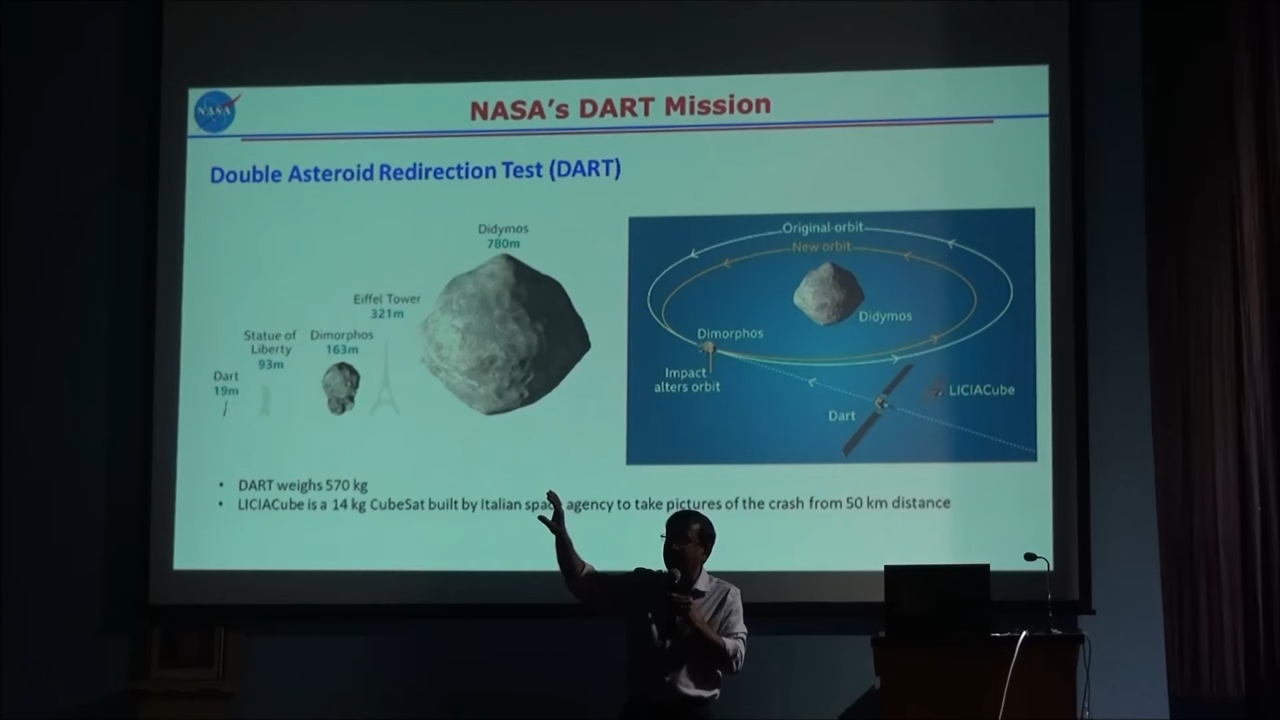 NASA
NASA's DART Mission
Double Asteroid Redirection Test (DART)
Didymos
780m
Eiffel Tower
321m
Statue of
Liberty
93m
Dimorphos
163m
Dart
19m
Original orbit
New orbit
Didymos
Dimorphos
Impact
alters orbit
Dart
LICIACube
• DART weighs 570 kg
• LICIACube is a 14 kg CubeSat built by Italian space agency to take pictures of the crash from 50 km distance